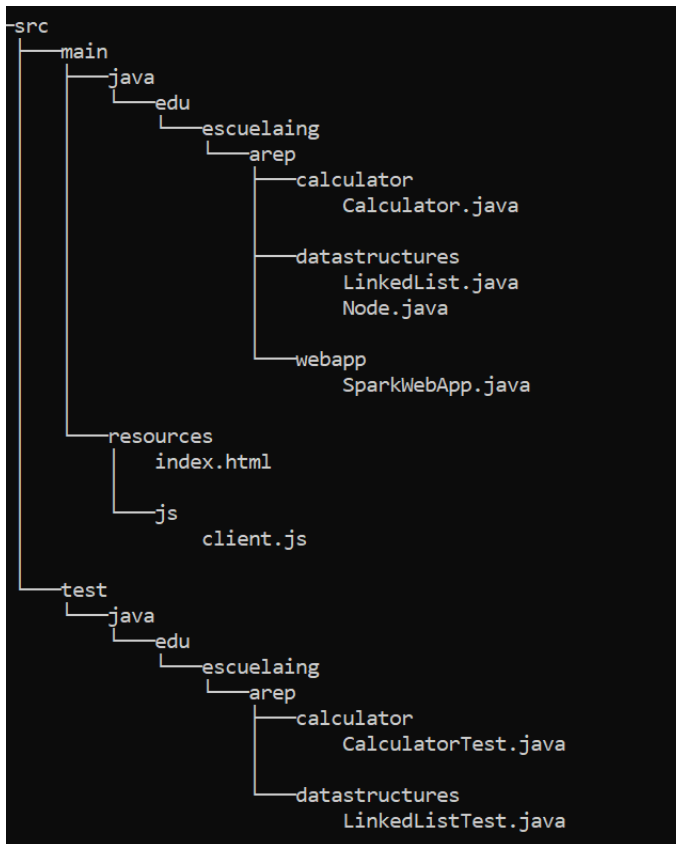 src
main
java
edu
escuelaing
arep
calculator
Calculator.java
datastructures
LinkedList.java
Node.java
webapp
SparkWebApp.java
resources
index.html
js
client.js
test
java
edu
escuelaing
arep
calculator
CalculatorTest.java
datastructures
LinkedListTest.java